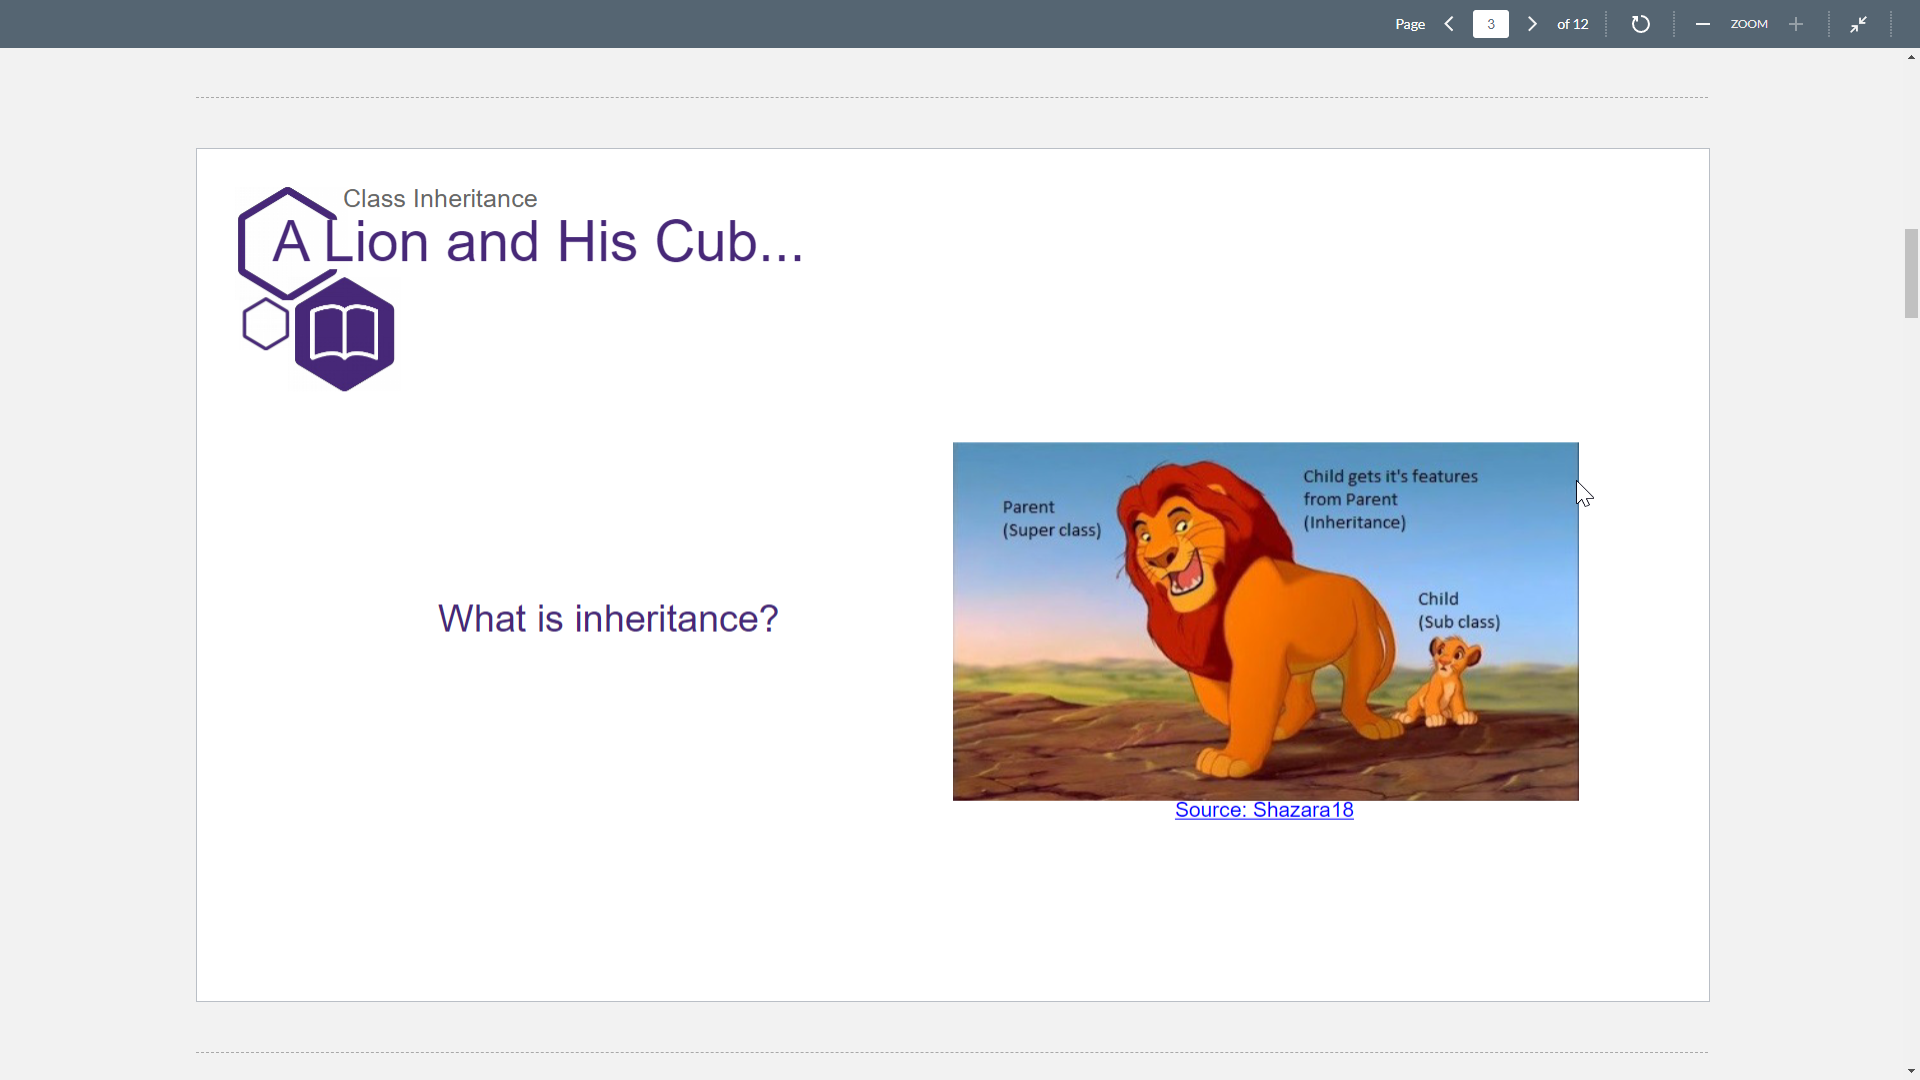 Page 3 of 12 ZOOM
Class Inheritance
A Lion and His Cub...
What is inheritance?
Parent
(Super class)
Child gets it's features
from Parent
(Inheritance)
Child
(Sub class)
Source: Shazara18